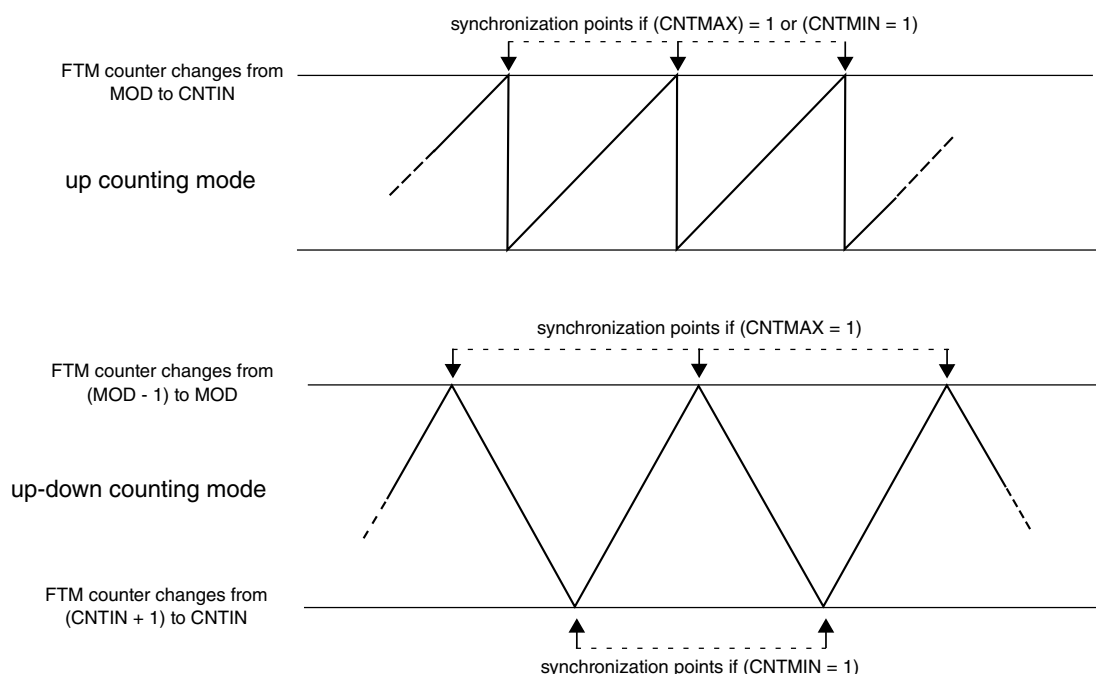 synchronization points if (CNTMAX) = 1 or (CNTMIN = 1)
FTM counter changes from
MOD to CNTIN
up counting mode
synchronization points if (CNTMAX = 1)
FTM counter changes from
(MOD - 1) to MOD
up-down counting mode
FTM counter changes from
(CNTIN + 1) to CNTIN
synchronization points if (CNTMIN = 1)